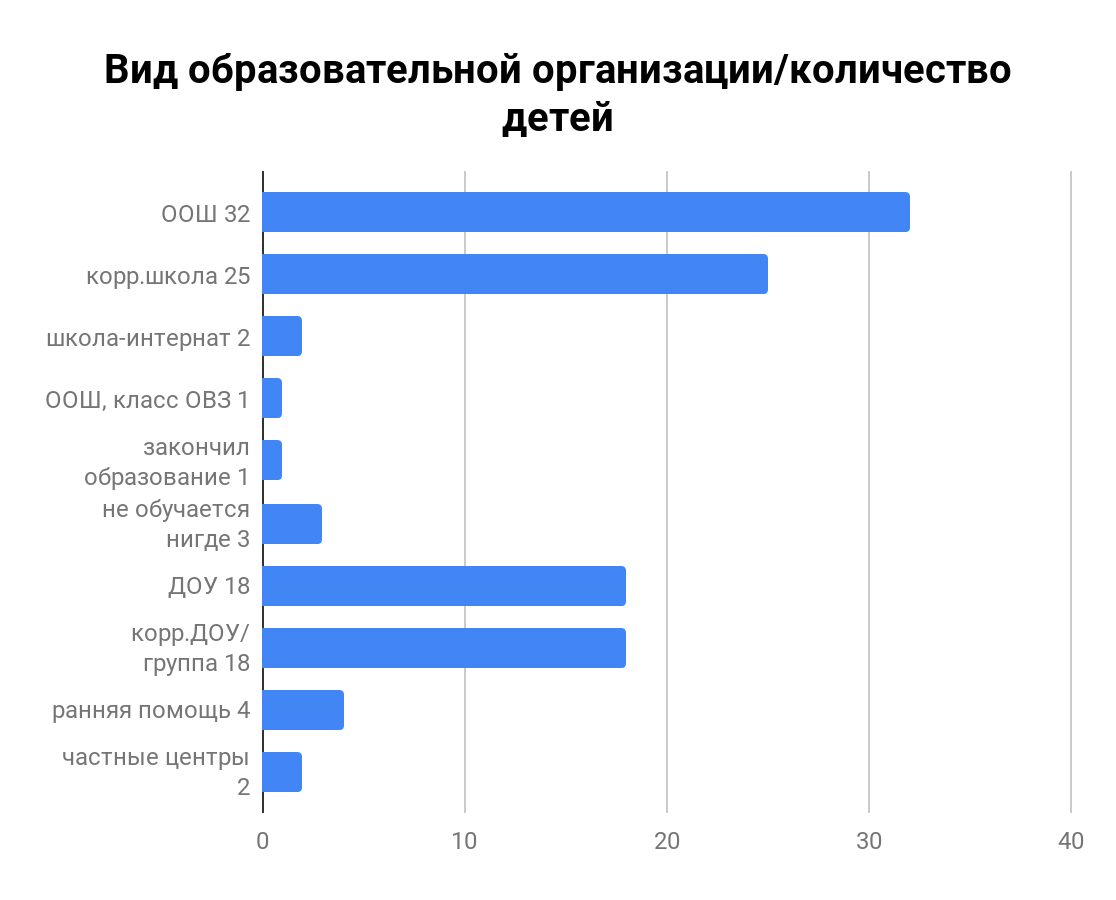 Вид образовательной организации/количество
детей
ООШ 32
корр.школа 25
школа-интернат 2
ООШ, класс ОВЗ 1
закончил
образование 1
не обучается
нигде 3
ДОУ 18
корр.ДОУ/
группа 18
ранняя помощь 4
частные центры
2
0 10 20 30 40